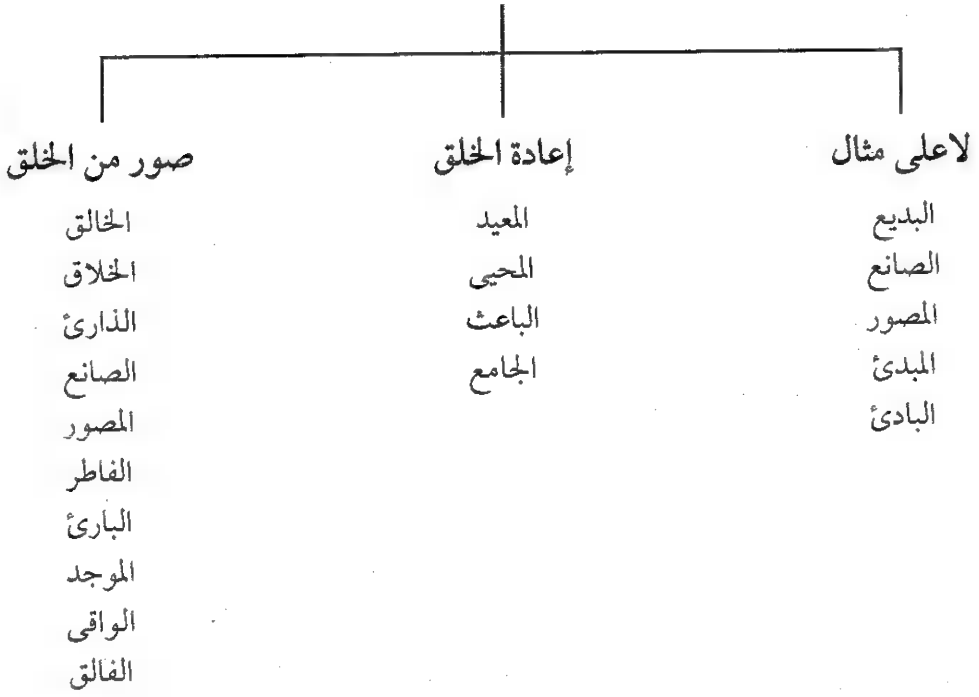 لاعلى مثال
البديع
الصانع
المصور
المبدئ
البادئ
إعادة الخلق
المعيد
المحيى
الباعث
الجامع
صور من الخلق
الخالق
الخلاق
الذارئ
الصانع
المصور
الفاطر
البارئ
الموجد
الواقى
الفالق